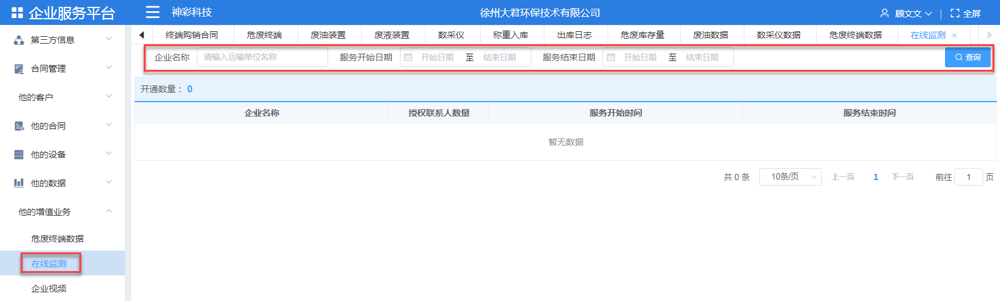 企业服务平台 神彩科技 徐州大君环保技术有限公司 顾文文 全屏
第三方信息
合同管理
他的客户
他的合同
他的设备
他的数据
他的增值业务
危废终端数据
在线监测
企业视频
终端购销合同 危废终端 废油装置 废液装置 数采仪 称重入库 出库日志 危废库存量 废油数据 数采仪数据 危废终端数据 在线监测 ×
企业名称 请输入运输单位名称 服务开始日期 开始日期 至 结束日期 服务结束日期 开始日期 至 结束日期 查询
开通数量： 0
企业名称 授权联系人数量 服务开始时间 服务结束时间
暂无数据
共 0 条 10条/页 上一页 1 下一页 前往 1 页